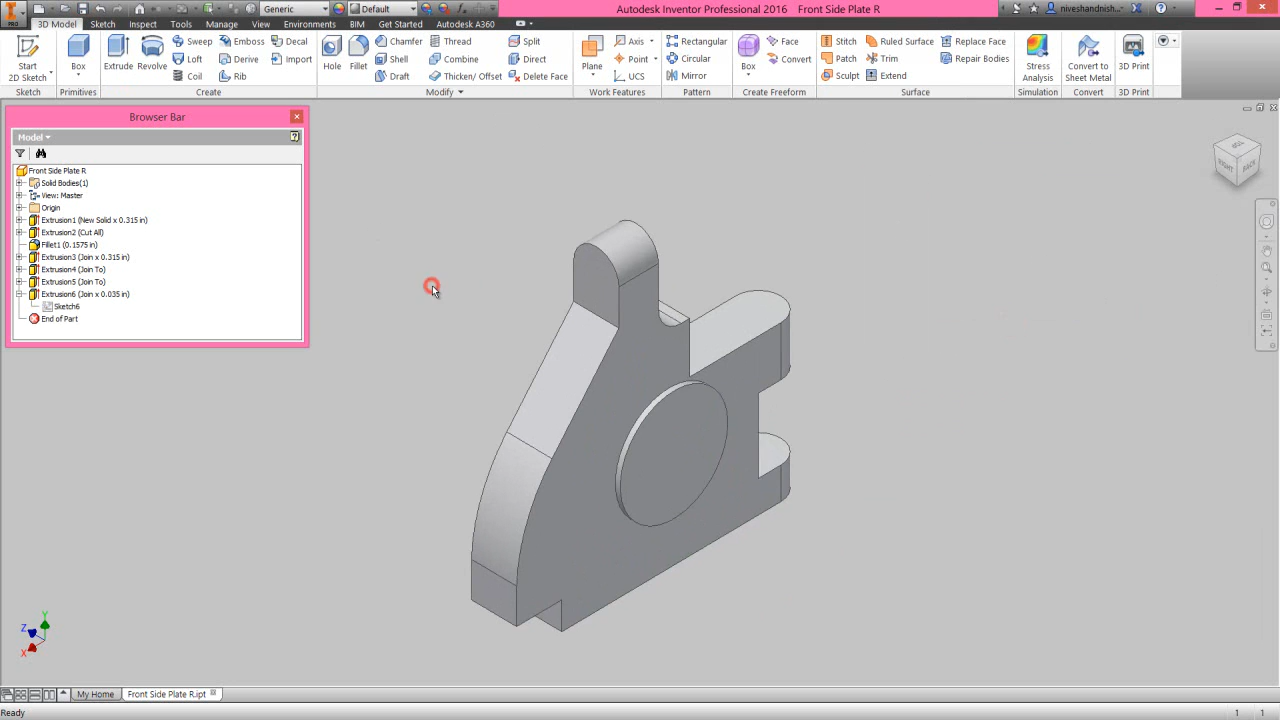 PRO
Generic
Default
Autodesk Inventor Professional 2016 Front Side Plate R
niveshandnish...
3D Model Sketch Inspect Tools Manage View Environments BIM Get Started Autodesk A360
Start
2D Sketch
Box
Extrude
Revolve
Sweep
Loft
Coil
Emboss
Derive
Rib
Decal
Import
Hole
Fillet
Chamfer
Shell
Draft
Thread
Combine
Thicken/ Offset
Split
Direct
Delete Face
Plane
Axis
Point
UCS
Rectangular
Circular
Mirror
Box
Face
Convert
Stitch
Patch
Sculpt
Ruled Surface
Trim
Extend
Replace Face
Repair Bodies
Stress
Analysis
Convert to
Sheet Metal
3D Print
Sketch Primitives Create Modify Work Features Pattern Create Freeform Surface Simulation Convert 3D Print
Browser Bar
Model
Front Side Plate R
Solid Bodies(1)
View: Master
Origin
Extrusion1 (New Solid x 0.315 in)
Extrusion2 (Cut All)
Fillet1 (0.1575 in)
Extrusion3 (Join x 0.315 in)
Extrusion4 (Join To)
Extrusion5 (Join To)
Extrusion6 (Join x 0.035 in)
Sketch6
End of Part
TOP
RIGHT
BACK
Y
Z
X
My Home
Front Side Plate R.ipt
Ready
1 1